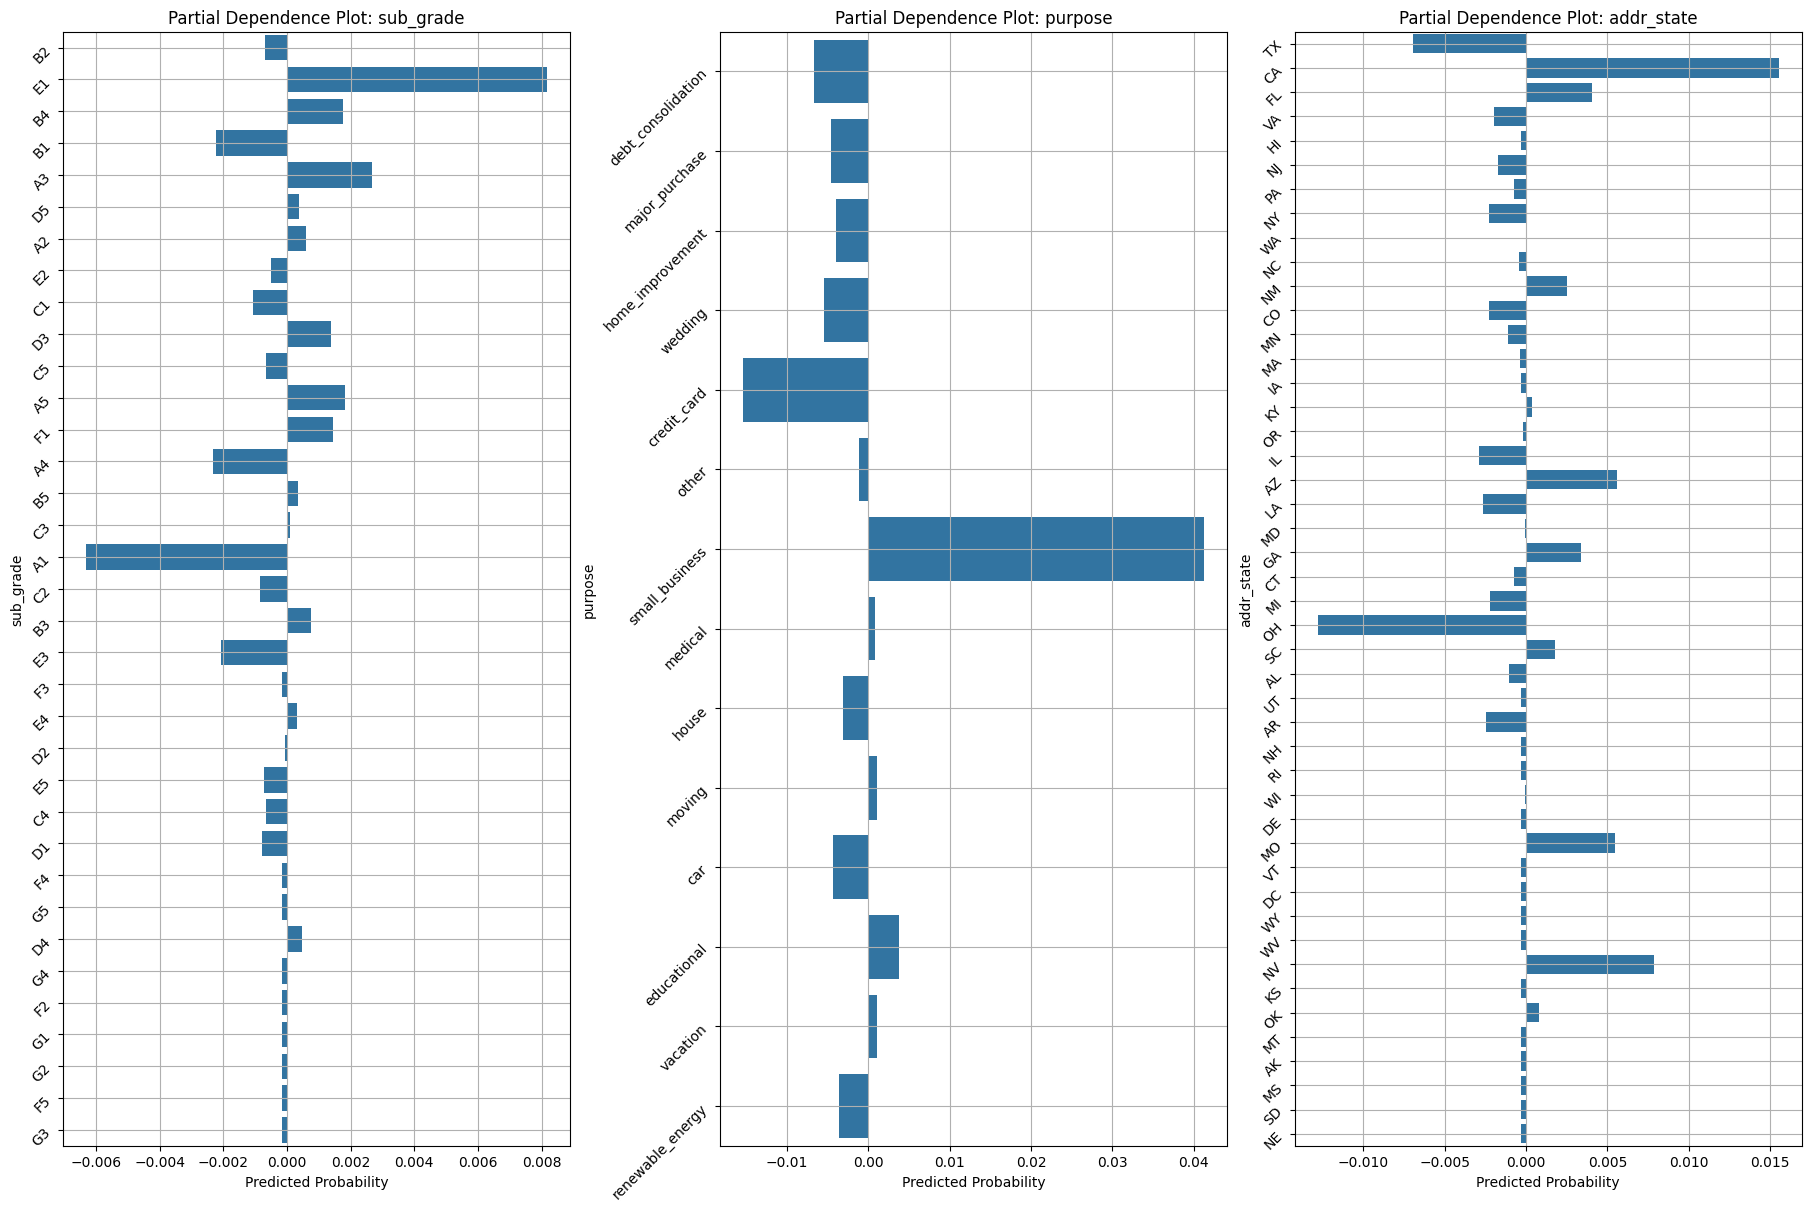 Partial Dependence Plot: sub_grade
sub_grade
B2
E1
B4
B1
A3
D5
A2
E2
C1
D3
C5
A5
F1
A4
B5
C3
A1
C2
B3
E3
F3
E4
D2
E5
C4
D1
F4
G5
D4
G4
F2
G1
G2
F5
G3
−0.006 −0.004 −0.002 0.000 0.002 0.004 0.006 0.008
Predicted Probability
Partial Dependence Plot: purpose
purpose
debt_consolidation
major_purchase
home_improvement
wedding
credit_card
other
small_business
medical
house
moving
car
educational
vacation
renewable_energy
−0.01 0.00 0.01 0.02 0.03 0.04
Predicted Probability
Partial Dependence Plot: addr_state
addr_state
TX
CA
FL
VA
HI
NJ
PA
NY
WA
NC
NM
CO
MN
MA
IA
KY
OR
IL
AZ
LA
MD
GA
CT
MI
OH
SC
AL
UT
AR
NH
RI
WI
DE
MO
VT
DC
WY
WV
NV
KS
OK
MT
AK
MS
SD
NE
−0.010 −0.005 0.000 0.005 0.010 0.015
Predicted Probability